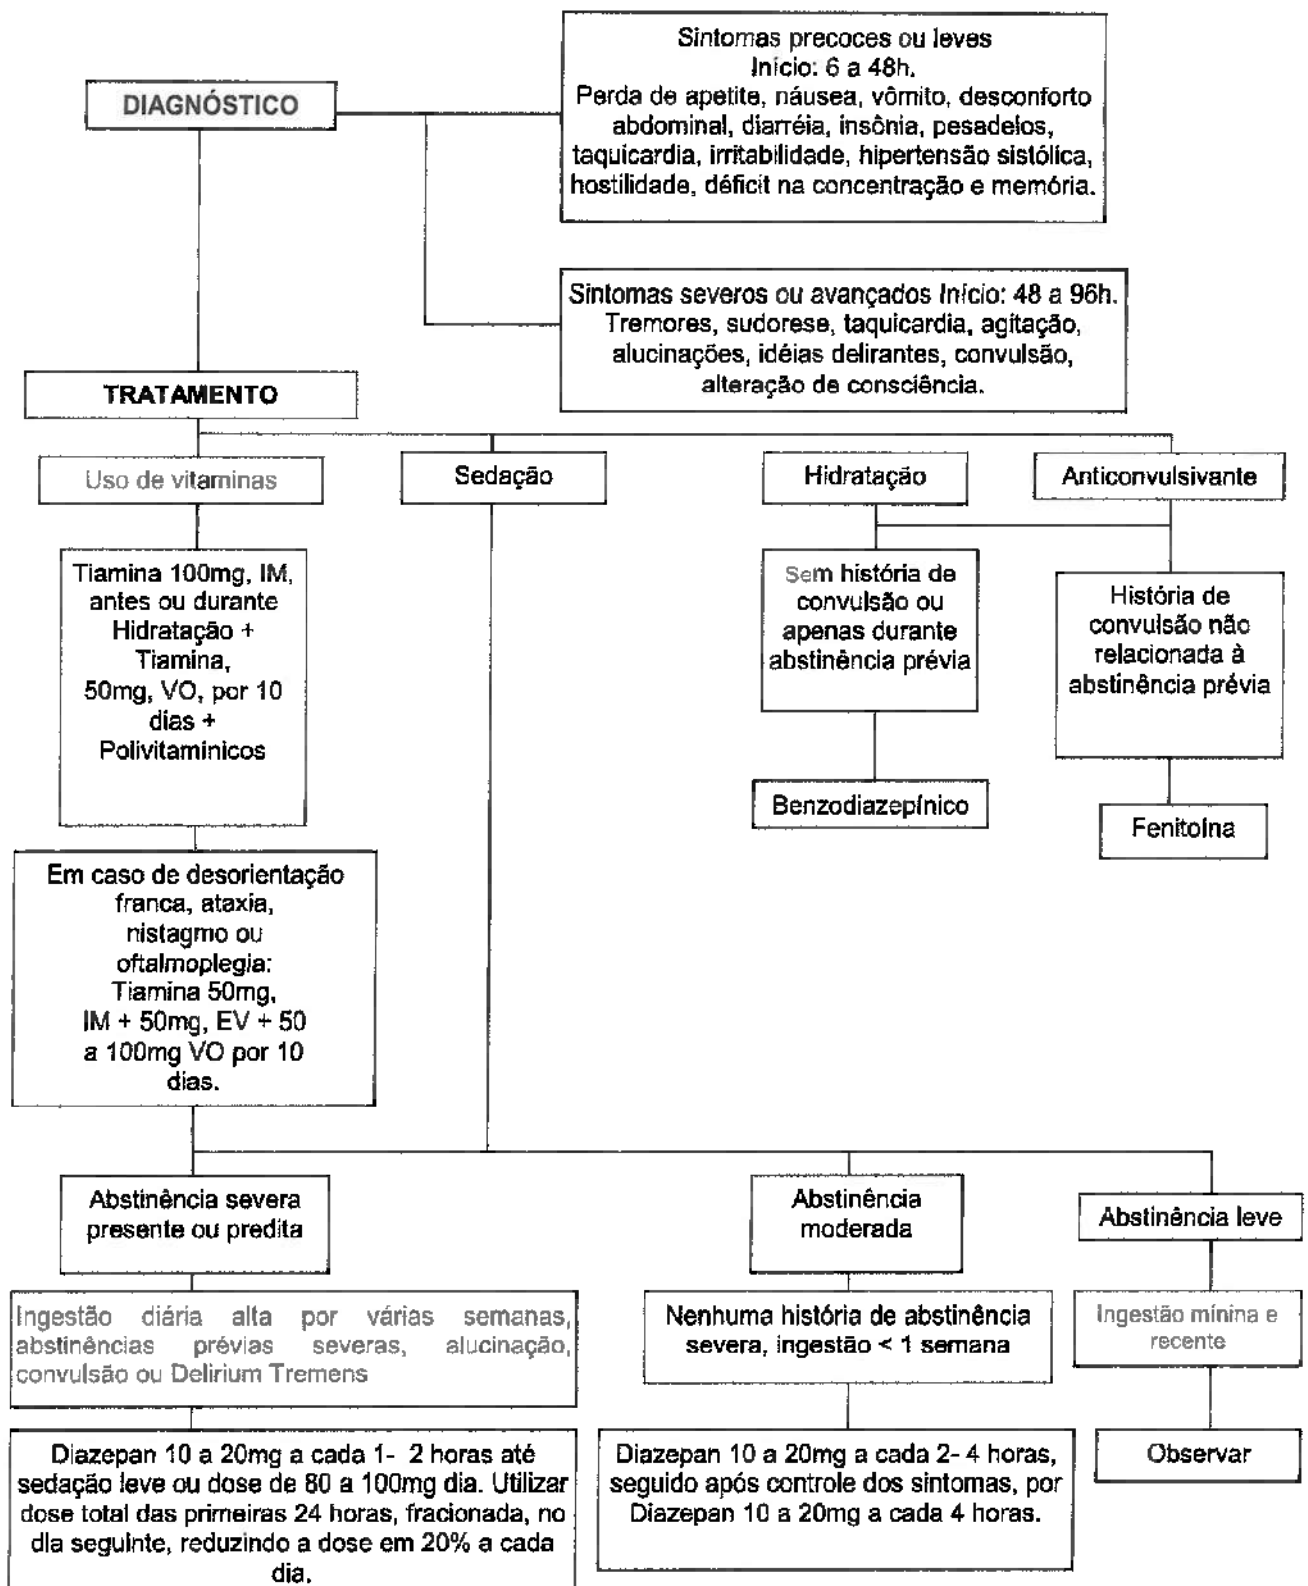 DIAGNÓSTICO
Sintomas precoces ou leves
Início: 6 a 48h.
Perda de apetite, náusea, vômito, desconforto
abdominal, diarréia, insônia, pesadelos,
taquicardia, irritabilidade, hipertensão sistólica,
hostilidade, déficit na concentração e memória.
Sintomas severos ou avançados Início: 48 a 96h.
Tremores, sudorese, taquicardia, agitação,
alucinações, idéias delirantes, convulsão,
alteração de consciência.
TRATAMENTO
Uso de vitaminas
Sedação
Hidratação
Anticonvulsivante
Tiamina 100mg, IM,
antes ou durante
Hidratação +
Tiamina,
50mg, VO, por 10
dias +
Polivitamínicos
Sem história de
convulsão ou
apenas durante
abstinência prévia
História de
convulsão não
relacionada à
abstinência prévia
Benzodiazepínico
Fenitoína
Em caso de desorientação
franca, ataxia,
nistagmo ou
oftalmoplegia:
Tiamina 50mg,
IM + 50mg, EV + 50
a 100mg VO por 10
dias.
Abstinência severa
presente ou predita
Abstinência
moderada
Abstinência leve
Ingestão diária alta por várias semanas,
abstinências prévias severas, alucinação,
convulsão ou Delirium Tremens
Nenhuma história de abstinência
severa, ingestão < 1 semana
Ingestão mínina e
recente
Diazepan 10 a 20mg a cada 1- 2 horas até
sedação leve ou dose de 80 a 100mg dia. Utilizar
dose total das primeiras 24 horas, fracionada, no
dia seguinte, reduzindo a dose em 20% a cada
dia.
Diazepan 10 a 20mg a cada 2- 4 horas,
seguido após controle dos sintomas, por
Diazepan 10 a 20mg a cada 4 horas.
Observar